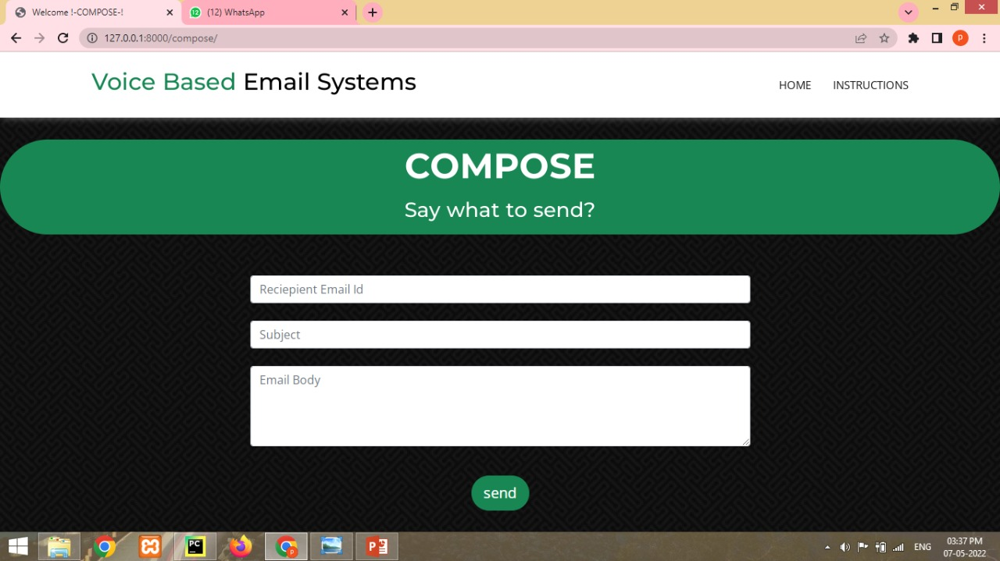 Welcome !-COMPOSE-!
(12) WhatsApp
127.0.0.1:8000/compose/
P
Voice Based Email Systems
HOME
INSTRUCTIONS
COMPOSE
Say what to send?
Reciepient Email Id
Subject
Email Body
send
PC
P
ENG
03:37 PM
07-05-2022